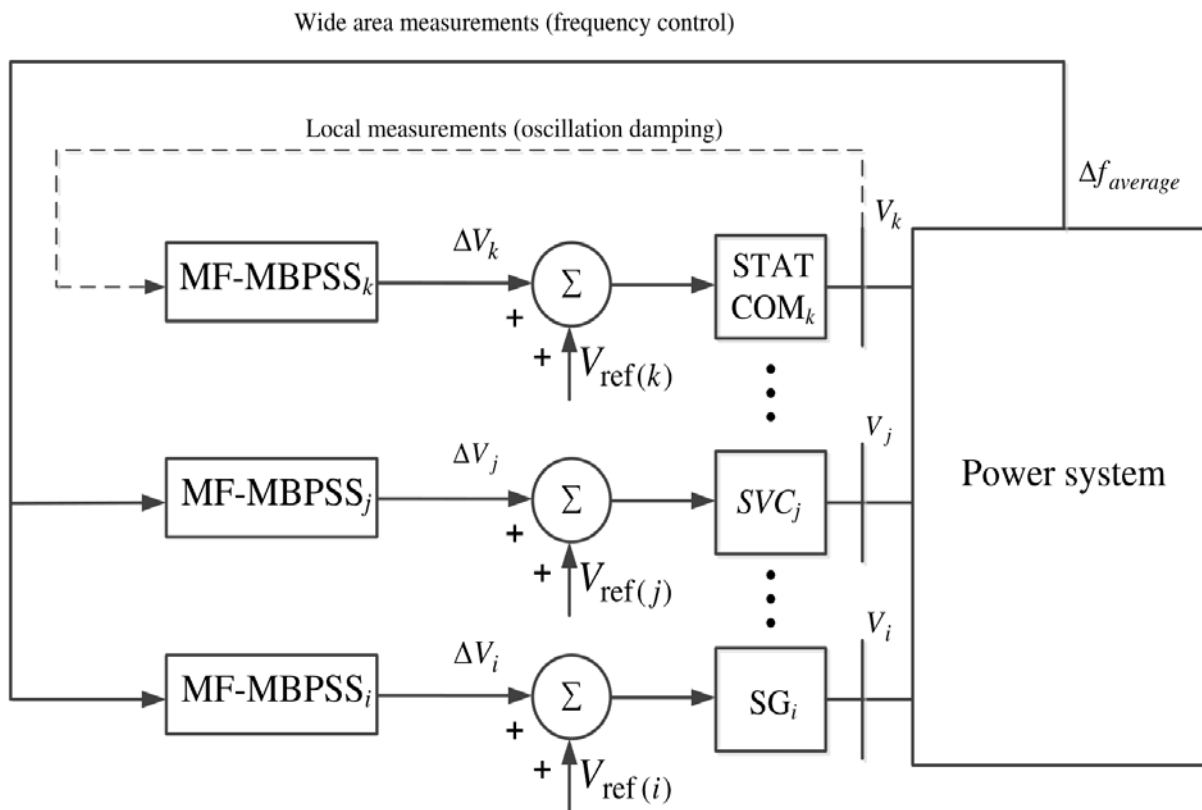 Wide area measurements (frequency control)
Local measurements (oscillation damping)
Δf_average
V_k
MF-MBPSS_k
ΔV_k
Σ
STAT
COM_k
+
+
V_ref(k)
V_j
MF-MBPSS_j
ΔV_j
Σ
SVC_j
Power system
+
+
V_ref(j)
V_i
MF-MBPSS_i
ΔV_i
Σ
SG_i
+
+
V_ref(i)